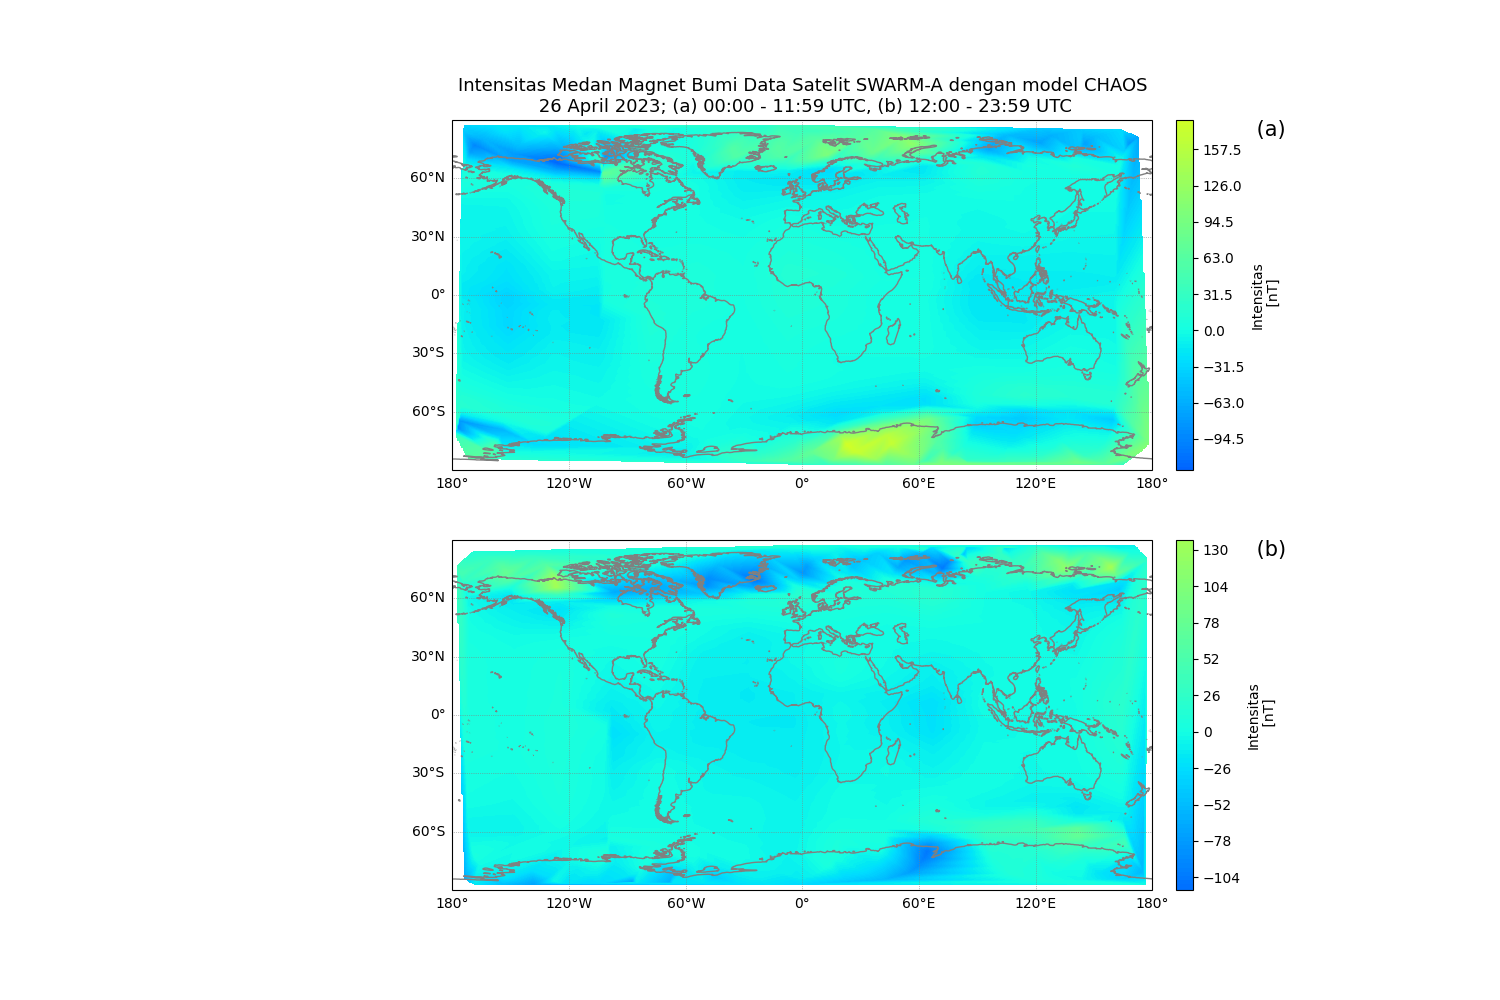 Intensitas Medan Magnet Bumi Data Satelit SWARM-A dengan model CHAOS
26 April 2023; (a) 00:00 - 11:59 UTC, (b) 12:00 - 23:59 UTC
(a)
60°N
30°N
0°
30°S
60°S
180°
120°W
60°W
0°
60°E
120°E
180°
157.5
126.0
94.5
63.0
31.5
0.0
−31.5
−63.0
−94.5
Intensitas
[nT]
(b)
60°N
30°N
0°
30°S
60°S
180°
120°W
60°W
0°
60°E
120°E
180°
130
104
78
52
26
0
−26
−52
−78
−104
Intensitas
[nT]